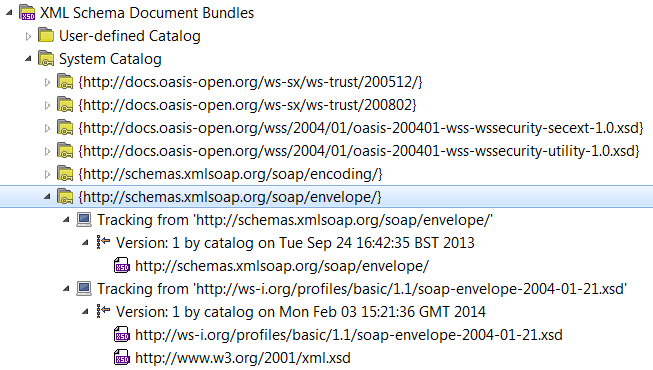 XML Schema Document Bundles
User-defined Catalog
System Catalog
{http://docs.oasis-open.org/ws-sx/ws-trust/200512/}
{http://docs.oasis-open.org/ws-sx/ws-trust/200802}
{http://docs.oasis-open.org/wss/2004/01/oasis-200401-wss-wssecurity-secext-1.0.xsd}
{http://docs.oasis-open.org/wss/2004/01/oasis-200401-wss-wssecurity-utility-1.0.xsd}
{http://schemas.xmlsoap.org/soap/encoding/}
{http://schemas.xmlsoap.org/soap/envelope/}
Tracking from 'http://schemas.xmlsoap.org/soap/envelope/'
Version: 1 by catalog on Tue Sep 24 16:42:35 BST 2013
http://schemas.xmlsoap.org/soap/envelope/
Tracking from 'http://ws-i.org/profiles/basic/1.1/soap-envelope-2004-01-21.xsd'
Version: 1 by catalog on Mon Feb 03 15:21:36 GMT 2014
http://ws-i.org/profiles/basic/1.1/soap-envelope-2004-01-21.xsd
http://www.w3.org/2001/xml.xsd